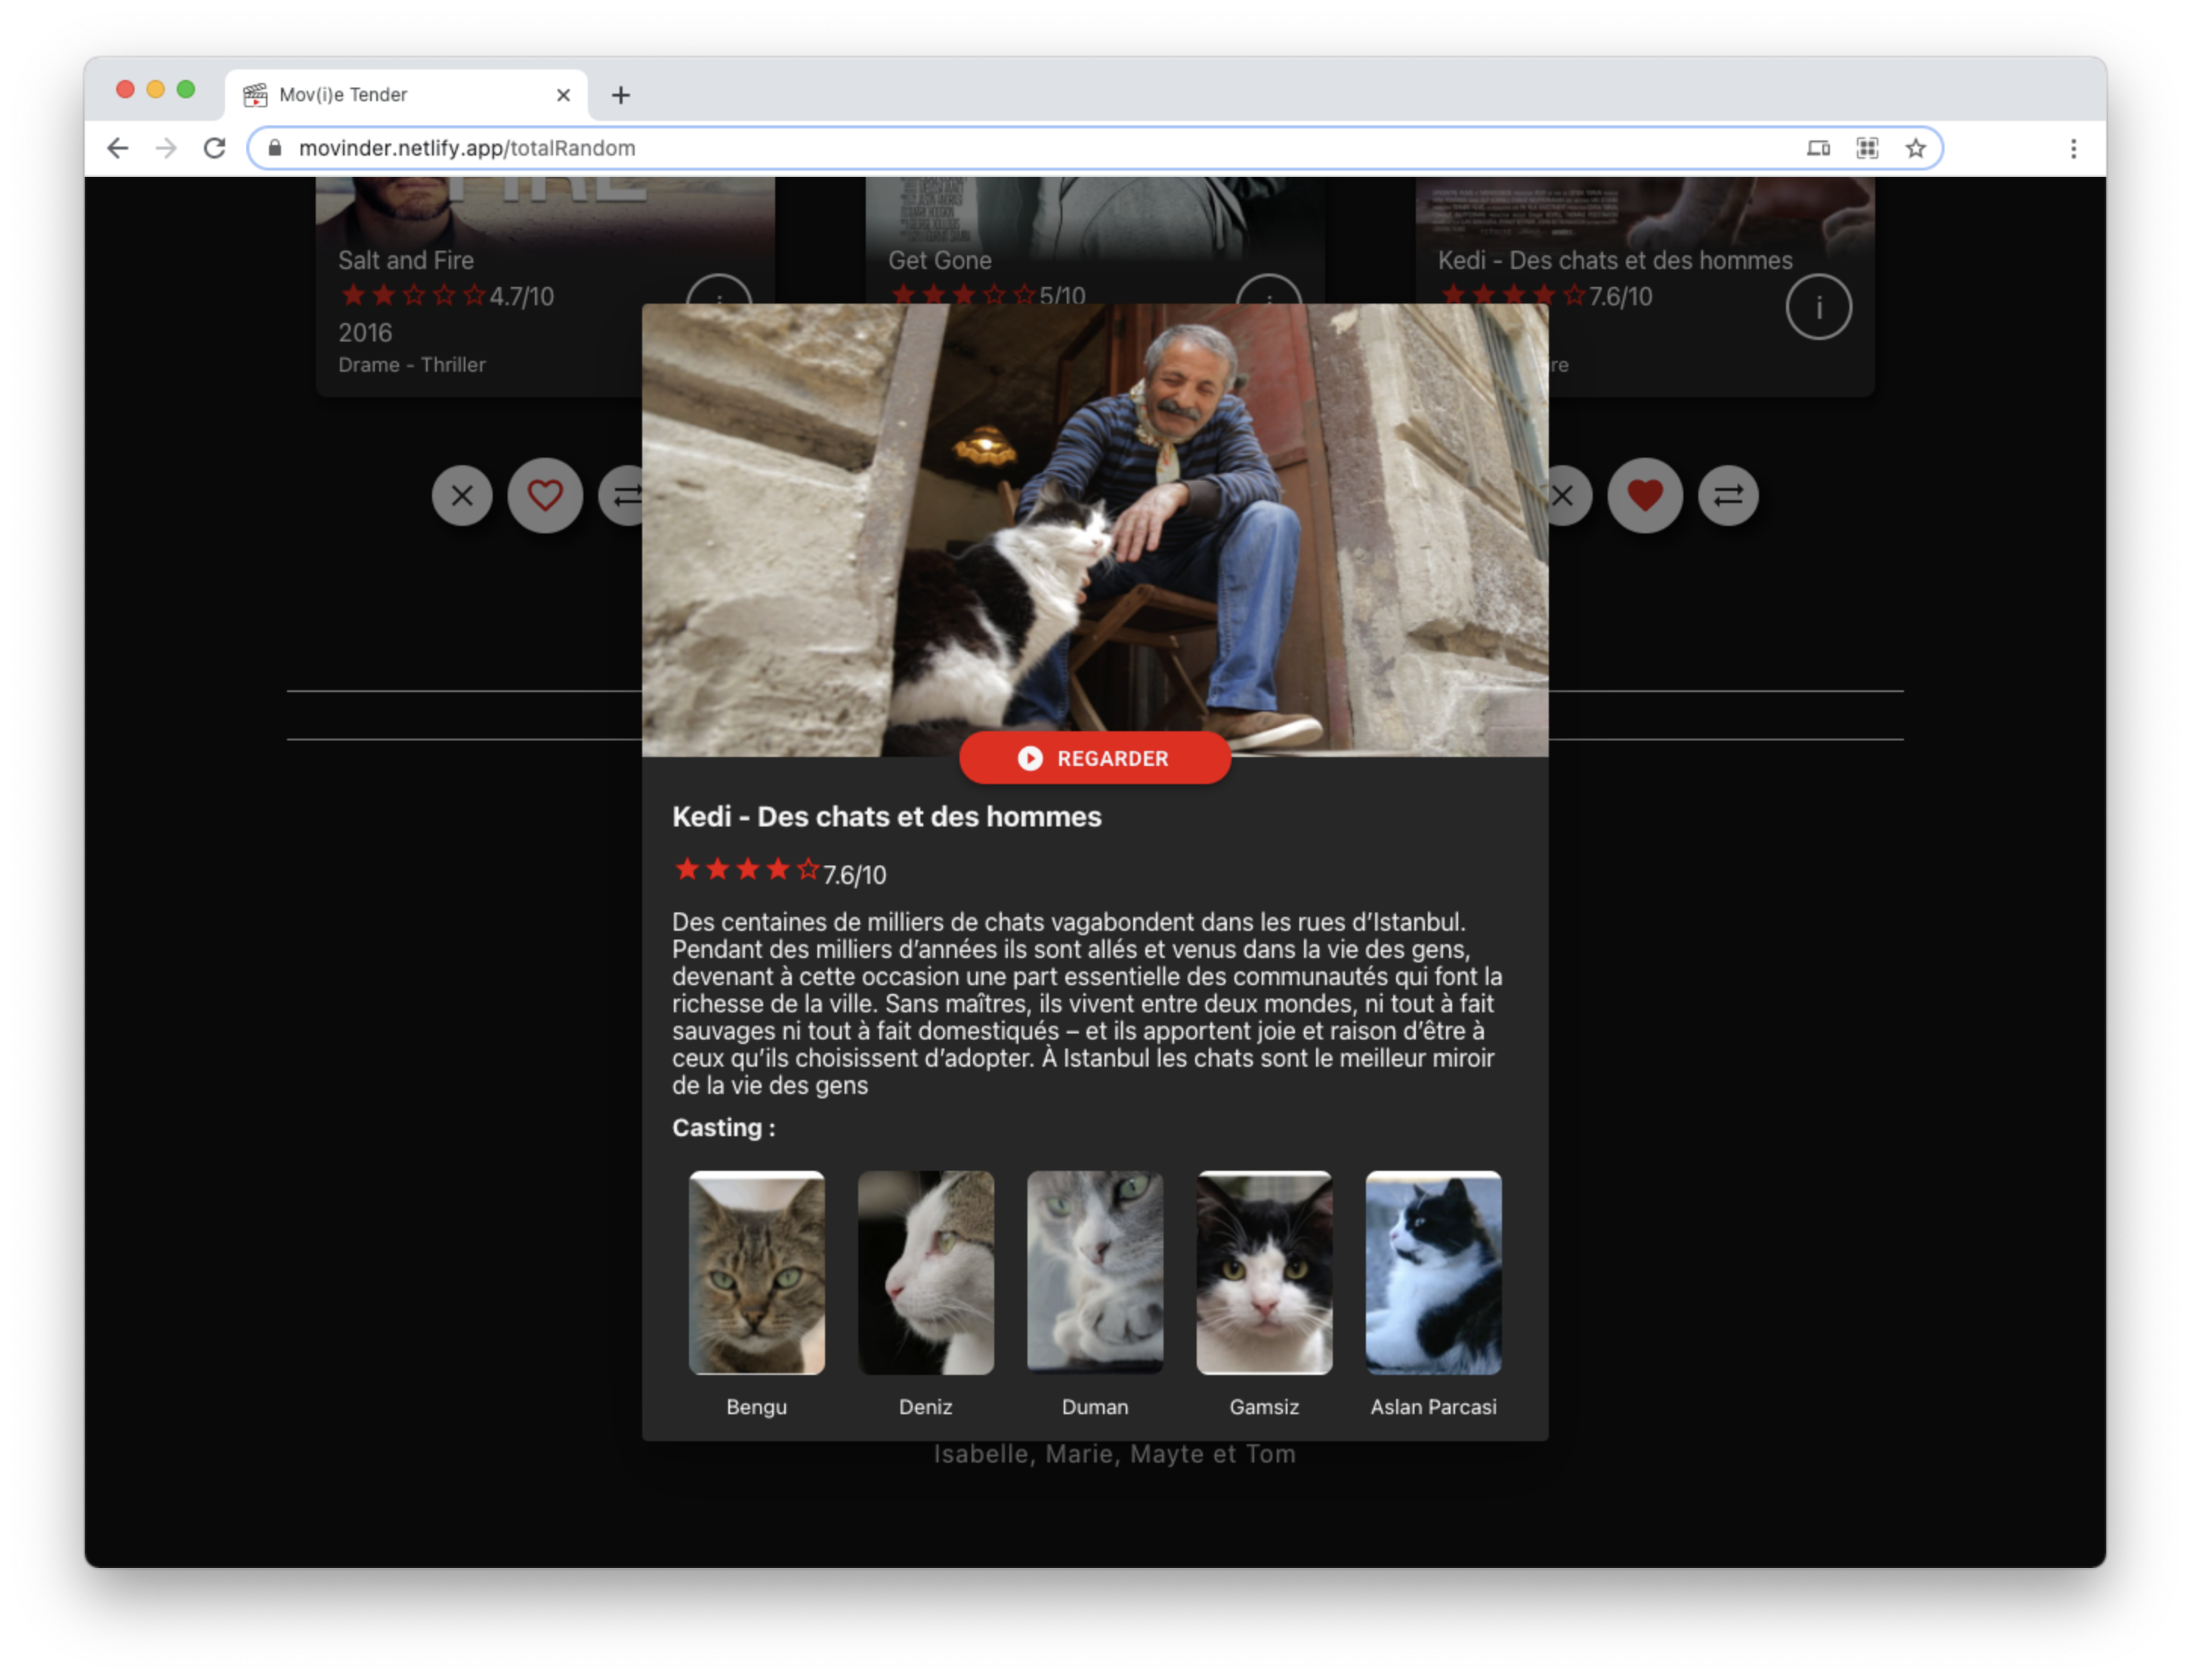 Mov(i)e Tender
movinder.netlify.app/totalRandom
FIRE
Salt and Fire
4.7/10
2016
Drame - Thriller
Get Gone
5/10
Kedi - Des chats et des hommes
7.6/10
i
re
REGARDER
Kedi - Des chats et des hommes
7.6/10
Des centaines de milliers de chats vagabondent dans les rues d’Istanbul.
Pendant des milliers d’années ils sont allés et venus dans la vie des gens,
devenant à cette occasion une part essentielle des communautés qui font la
richesse de la ville. Sans maîtres, ils vivent entre deux mondes, ni tout à fait
sauvages ni tout à fait domestiqués – et ils apportent joie et raison d’être à
ceux qu’ils choisissent d’adopter. À Istanbul les chats sont le meilleur miroir
de la vie des gens
Casting :
Bengu
Deniz
Duman
Gamsiz
Aslan Parcasi
Isabelle, Marie, Mayte et Tom